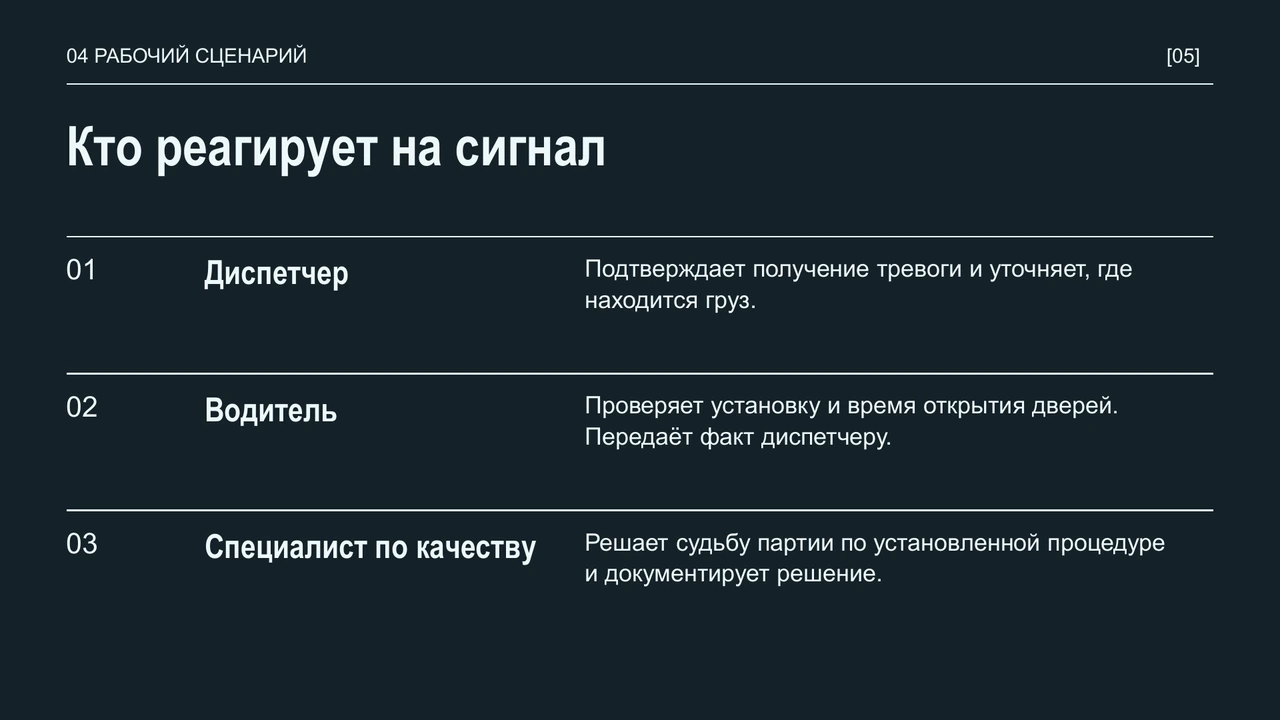 04 РАБОЧИЙ СЦЕНАРИЙ
[05]
Кто реагирует на сигнал
01
Диспетчер
Подтверждает получение тревоги и уточняет, где
находится груз.
02
Водитель
Проверяет установку и время открытия дверей.
Передаёт факт диспетчеру.
03
Специалист по качеству
Решает судьбу партии по установленной процедуре
и документирует решение.